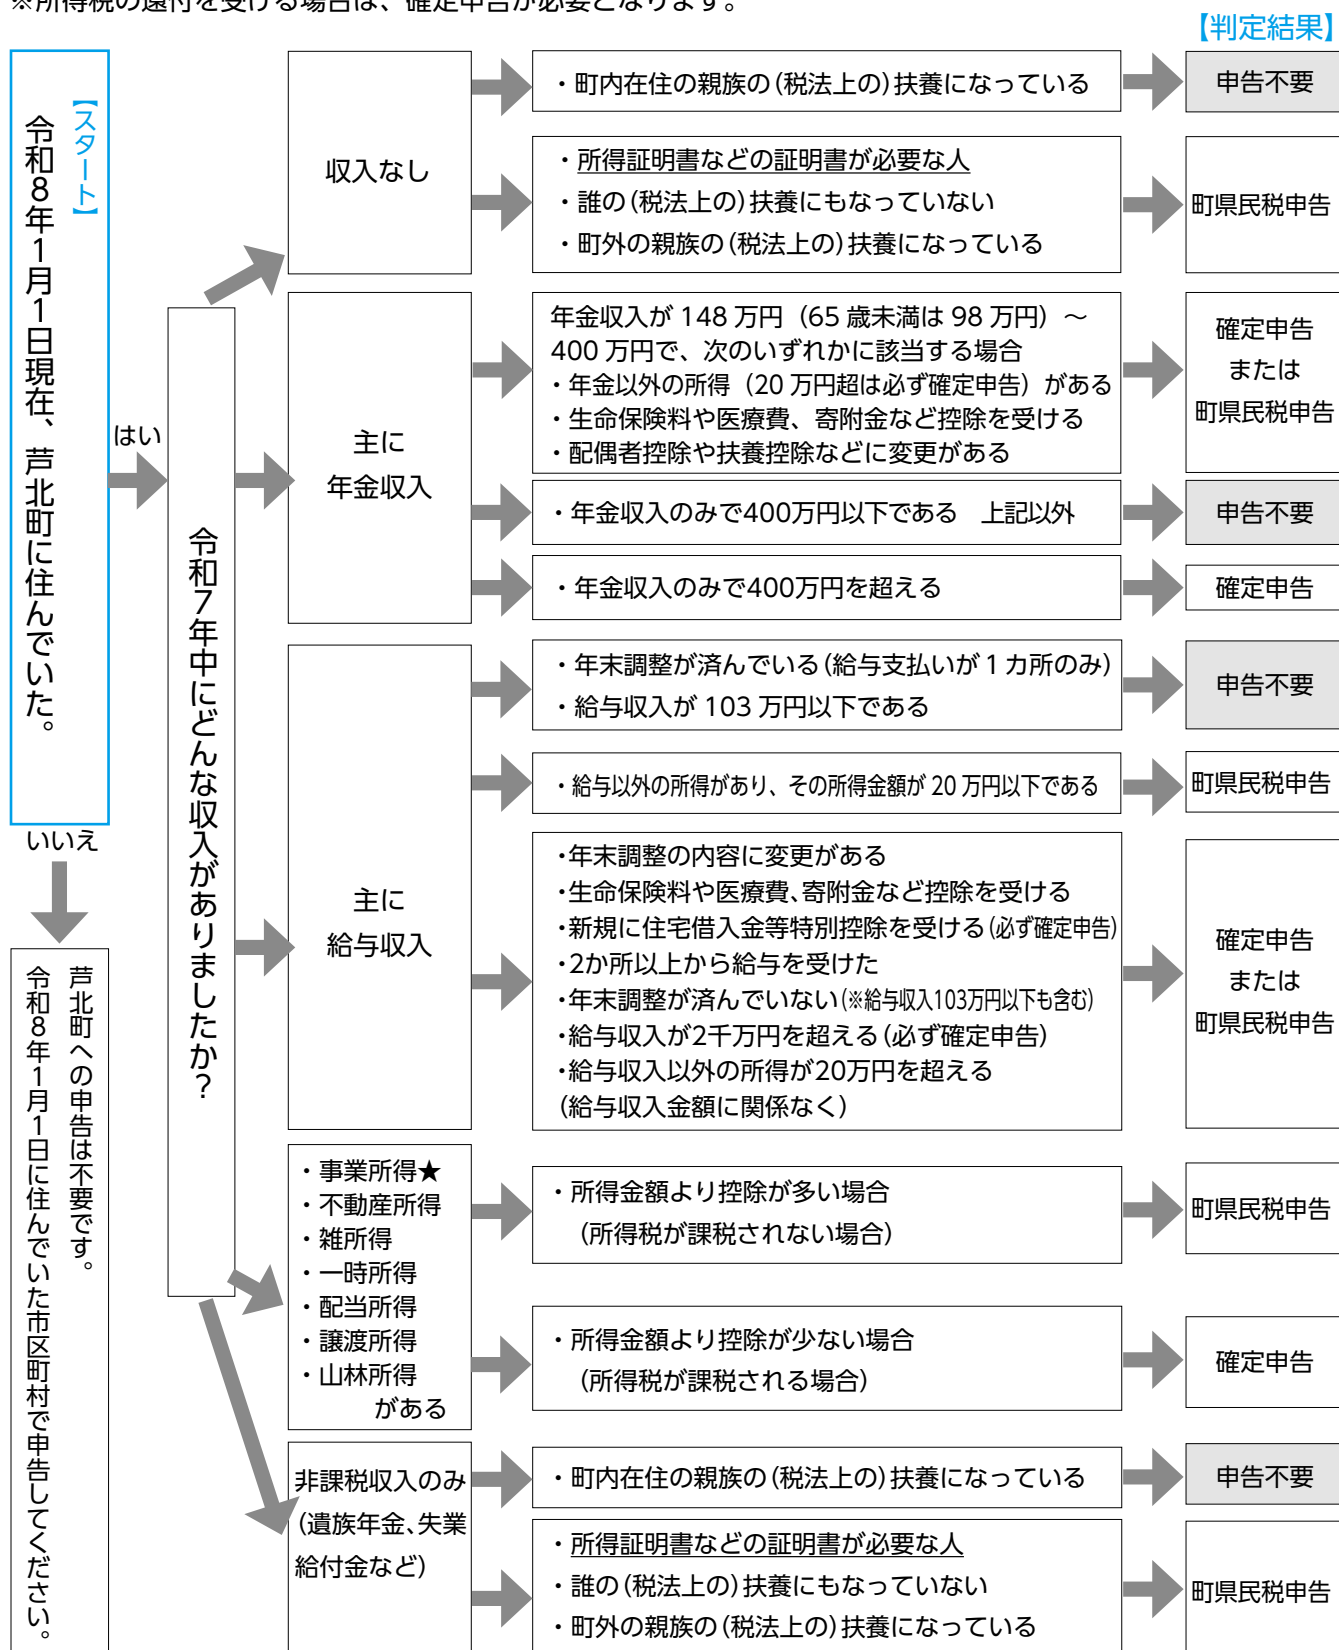 ※所得税の還付を受ける場合は、確定申告が必要となります。
【判定結果】
【スタート】
令和8年1月1日現在、芦北町に住んでいた。
はい
いいえ
芦北町への申告は不要です。
令和8年1月1日に住んでいた市区町村で申告してください。
令和7年中にどんな収入がありましたか？
収入なし
・町内在住の親族の(税法上の)扶養になっている
申告不要
・所得証明書などの証明書が必要な人
・誰の(税法上の)扶養にもなっていない
・町外の親族の(税法上の)扶養になっている
町県民税申告
主に
年金収入
年金収入が 148 万円（65 歳未満は 98 万円）～
400 万円で、次のいずれかに該当する場合
・年金以外の所得（20 万円超は必ず確定申告）がある
・生命保険料や医療費、寄附金など控除を受ける
・配偶者控除や扶養控除などに変更がある
確定申告
または
町県民税申告
・年金収入のみで400万円以下である　上記以外
申告不要
・年金収入のみで400万円を超える
確定申告
主に
給与収入
・年末調整が済んでいる(給与支払いが１カ所のみ)
・給与収入が 103 万円以下である
申告不要
・給与以外の所得があり、その所得金額が 20 万円以下である
町県民税申告
・年末調整の内容に変更がある
・生命保険料や医療費、寄附金など控除を受ける
・新規に住宅借入金等特別控除を受ける(必ず確定申告)
・2か所以上から給与を受けた
・年末調整が済んでいない(※給与収入103万円以下も含む)
・給与収入が2千万円を超える(必ず確定申告)
・給与収入以外の所得が20万円を超える
(給与収入金額に関係なく)
確定申告
または
町県民税申告
・事業所得★
・不動産所得
・雑所得
・一時所得
・配当所得
・譲渡所得
・山林所得
がある
・所得金額より控除が多い場合
(所得税が課税されない場合)
町県民税申告
・所得金額より控除が少ない場合
(所得税が課税される場合)
確定申告
非課税収入のみ
(遺族年金、失業
給付金など)
・町内在住の親族の(税法上の)扶養になっている
申告不要
・所得証明書などの証明書が必要な人
・誰の(税法上の)扶養にもなっていない
・町外の親族の(税法上の)扶養になっている
町県民税申告